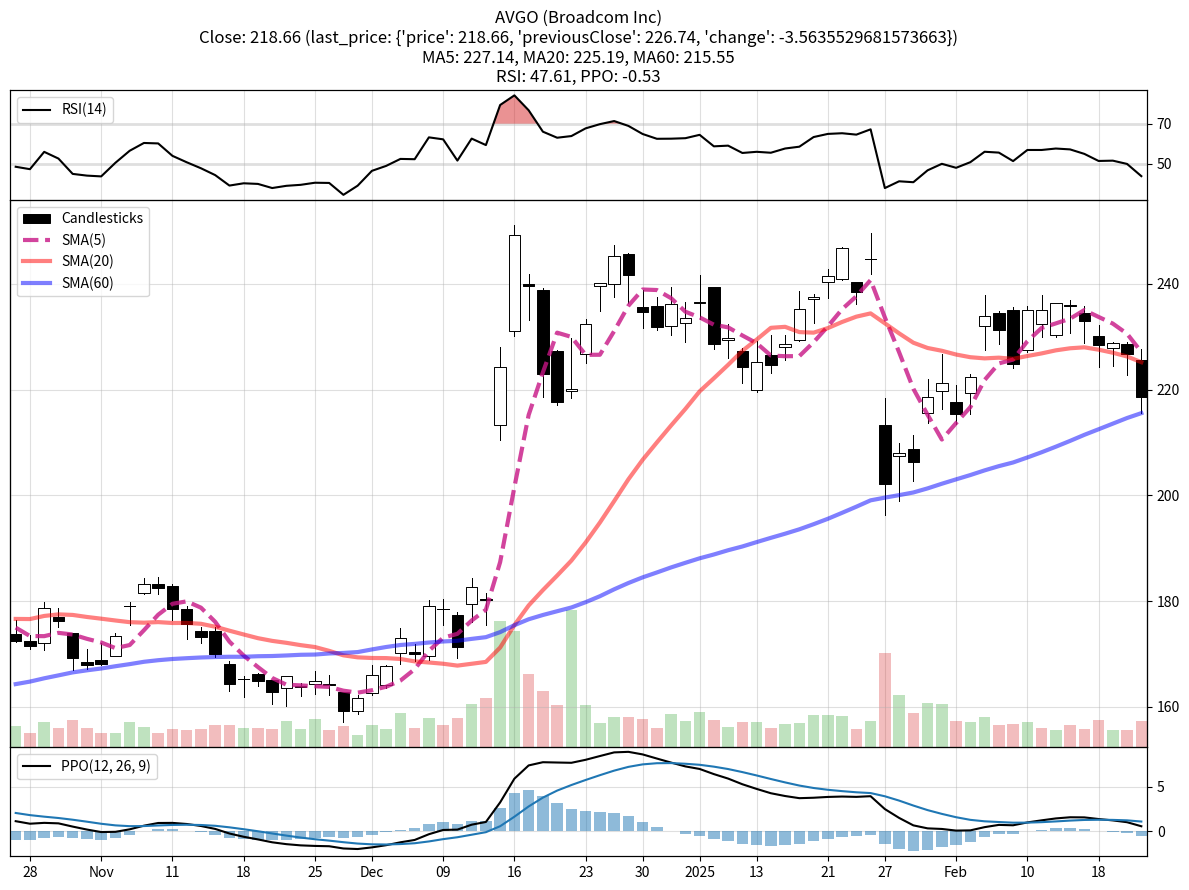 AVGO (Broadcom Inc)
Close: 218.66 (last_price: {'price': 218.66, 'previousClose': 226.74, 'change': -3.5635529681573663})
MA5: 227.14, MA20: 225.19, MA60: 215.55
RSI: 47.61, PPO: -0.53
RSI(14)
70
50
Candlesticks
SMA(5)
SMA(20)
SMA(60)
240
220
200
180
160
PPO(12, 26, 9)
5
0
28 Nov 11 18 25 Dec 09 16 23 30 2025 13 21 27 Feb 10 18